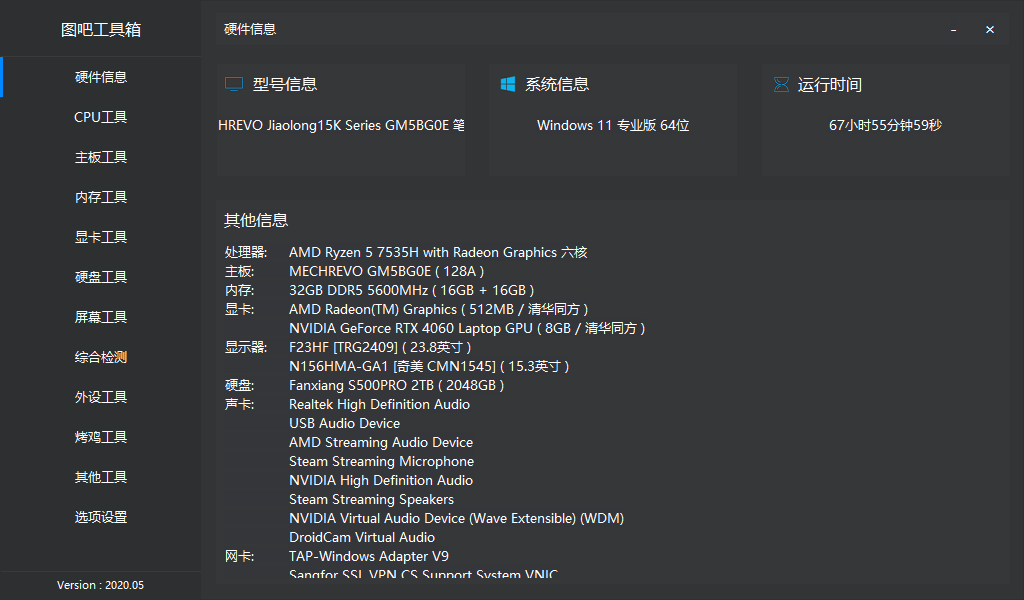 图吧工具箱
硬件信息
CPU工具
主板工具
内存工具
显卡工具
硬盘工具
屏幕工具
综合检测
外设工具
烤鸡工具
其他工具
选项设置
Version : 2020.05
硬件信息
型号信息
HREVO Jiaolong15K Series GM5BG0E 笔
系统信息
Windows 11 专业版 64位
运行时间
67小时55分钟59秒
其他信息
处理器: AMD Ryzen 5 7535H with Radeon Graphics 六核
主板: MECHREVO GM5BG0E ( 128A )
内存: 32GB DDR5 5600MHz ( 16GB + 16GB )
显卡: AMD Radeon(TM) Graphics ( 512MB / 清华同方 )
NVIDIA GeForce RTX 4060 Laptop GPU ( 8GB / 清华同方 )
显示器: F23HF [TRG2409] ( 23.8英寸 )
N156HMA-GA1 [奇美 CMN1545] ( 15.3英寸 )
硬盘: Fanxiang S500PRO 2TB ( 2048GB )
声卡: Realtek High Definition Audio
USB Audio Device
AMD Streaming Audio Device
Steam Streaming Microphone
NVIDIA High Definition Audio
Steam Streaming Speakers
NVIDIA Virtual Audio Device (Wave Extensible) (WDM)
DroidCam Virtual Audio
网卡: TAP-Windows Adapter V9
Sangfor SSL VPN CS Support System VNIC